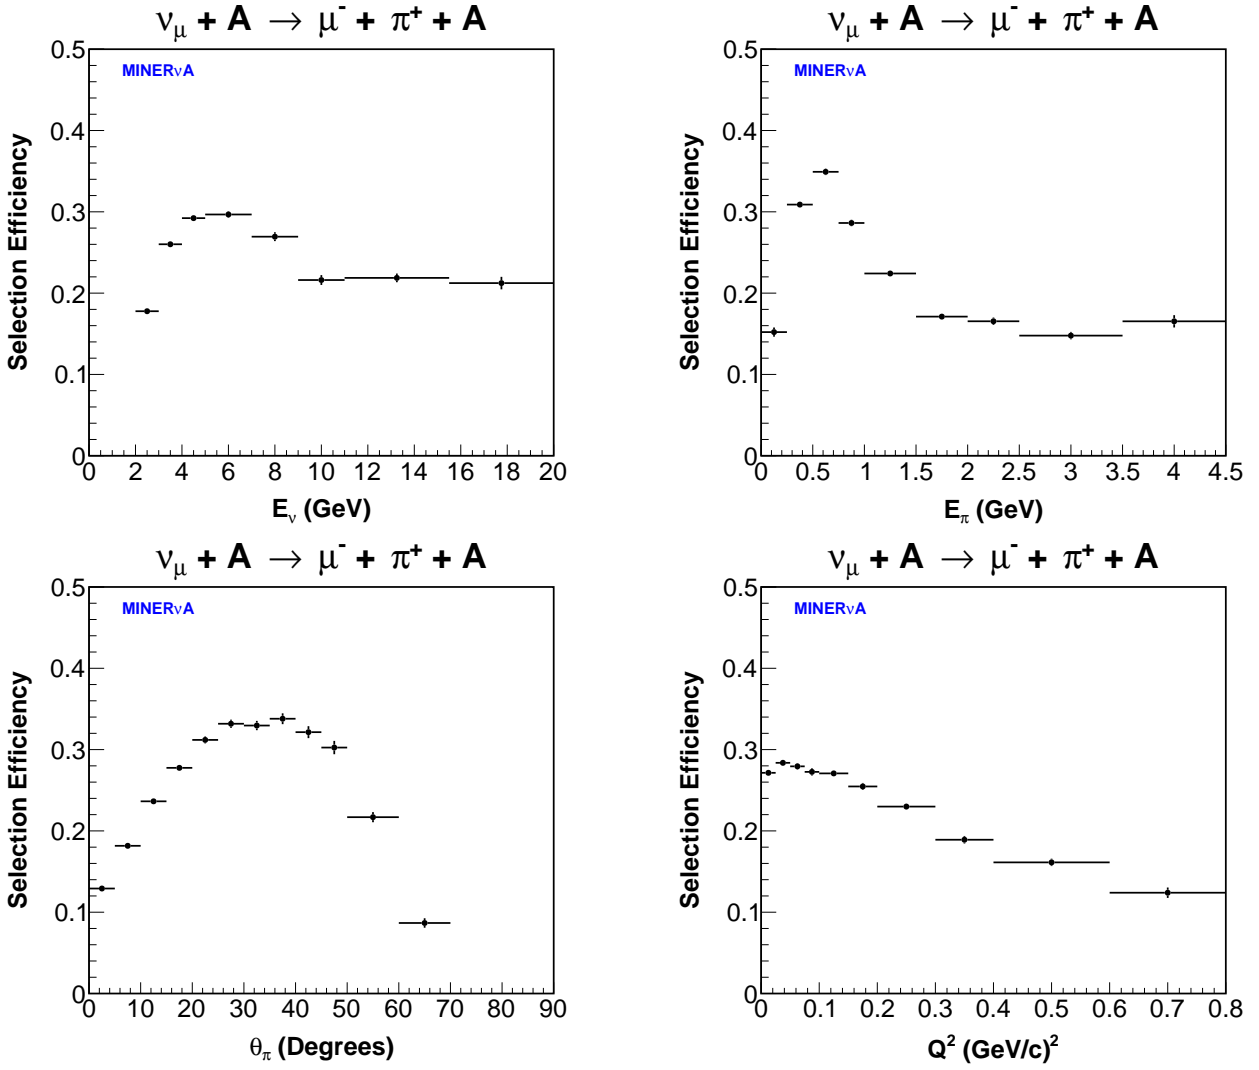 νμ + A → μ- + π+ + A
MINERνA
Selection Efficiency
0.5
0.4
0.3
0.2
0.1
0
0 2 4 6 8 10 12 14 16 18 20
Eν (GeV)
νμ + A → μ- + π+ + A
MINERνA
Selection Efficiency
0.5
0.4
0.3
0.2
0.1
0
0 0.5 1 1.5 2 2.5 3 3.5 4 4.5
Eπ (GeV)
νμ + A → μ- + π+ + A
MINERνA
Selection Efficiency
0.5
0.4
0.3
0.2
0.1
0
0 10 20 30 40 50 60 70 80 90
θπ (Degrees)
νμ + A → μ- + π+ + A
MINERνA
Selection Efficiency
0.5
0.4
0.3
0.2
0.1
0
0 0.1 0.2 0.3 0.4 0.5 0.6 0.7 0.8
Q² (GeV/c)²